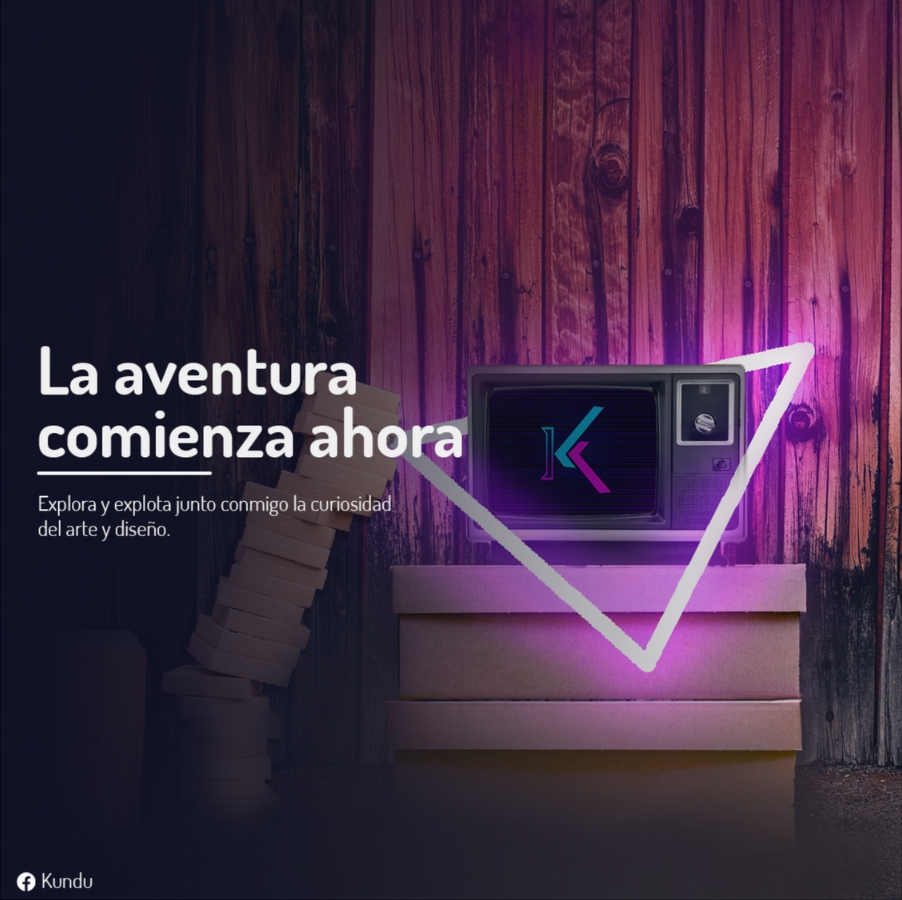 La aventura
comienza ahora
Explora y explota junto conmigo la curiosidad
del arte y diseño.
K
Kundu